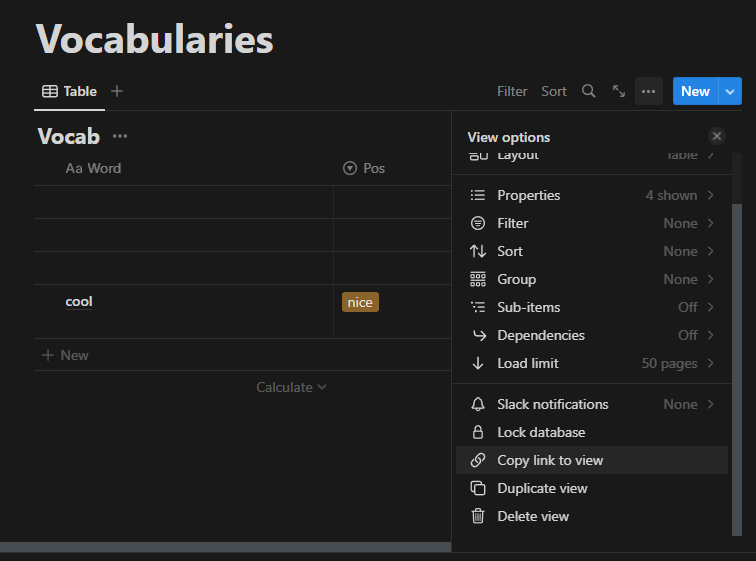 Vocabularies
Table
Filter Sort New
Vocab
View options
Layout Table
Aa Word Pos
Properties 4 shown
Filter None
Sort None
Group None
Sub-items Off
cool nice
Dependencies Off
New
Load limit 50 pages
Calculate
Slack notifications None
Lock database
Copy link to view
Duplicate view
Delete view